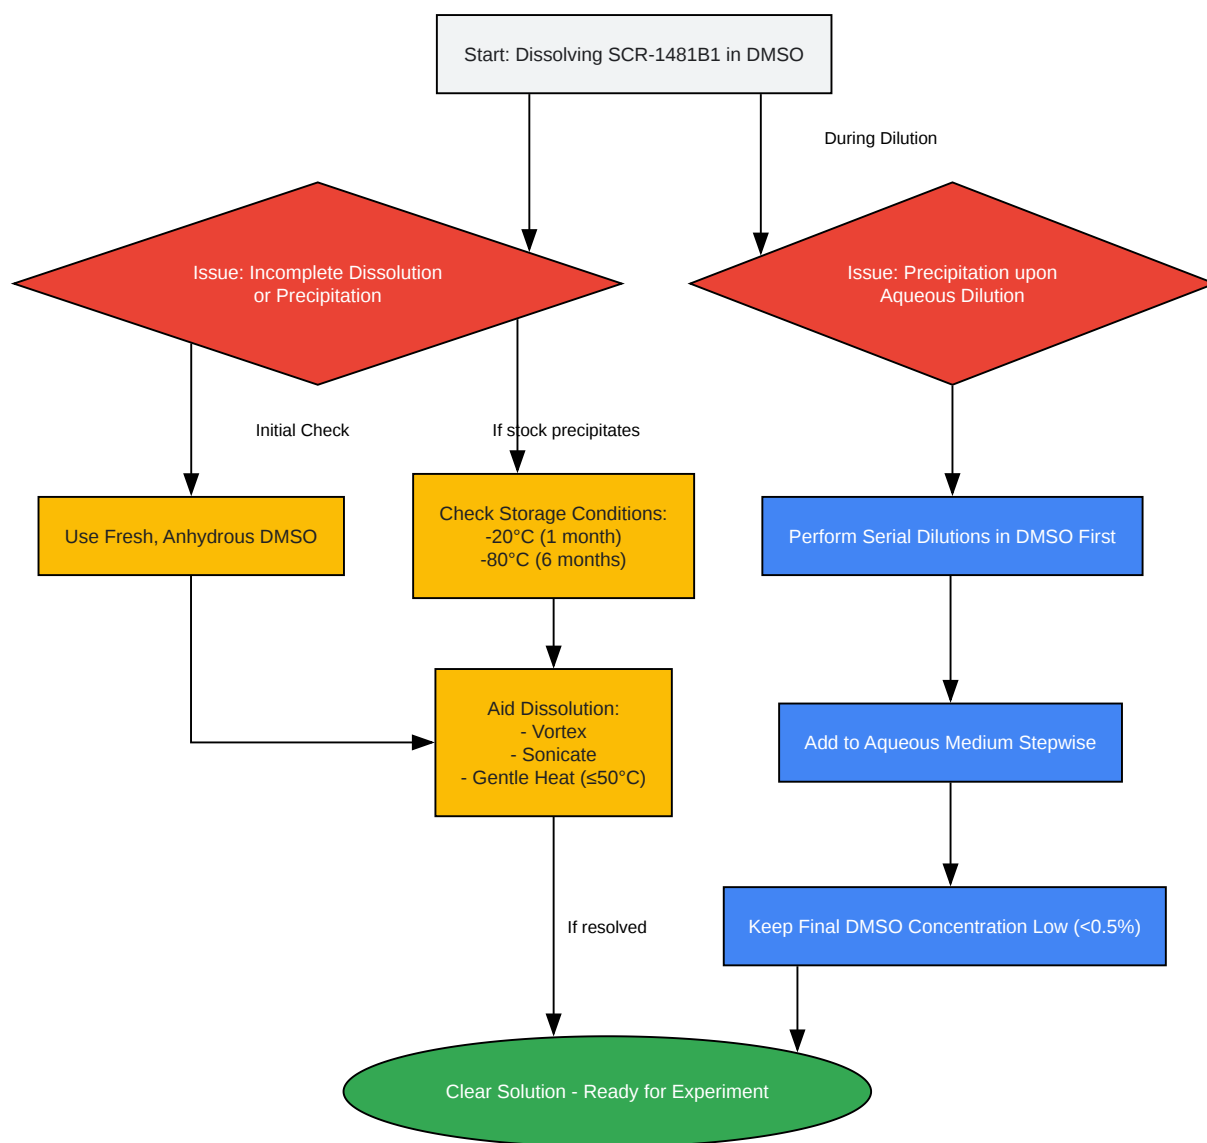 Start: Dissolving SCR-1481B1 in DMSO
During Dilution
Issue: Incomplete Dissolution
or Precipitation
Issue: Precipitation upon
Aqueous Dilution
Initial Check
If stock precipitates
Use Fresh, Anhydrous DMSO
Check Storage Conditions:
-20°C (1 month)
-80°C (6 months)
Perform Serial Dilutions in DMSO First
Aid Dissolution:
- Vortex
- Sonicate
- Gentle Heat (≤50°C)
Add to Aqueous Medium Stepwise
If resolved
Keep Final DMSO Concentration Low (<0.5%)
Clear Solution - Ready for Experiment